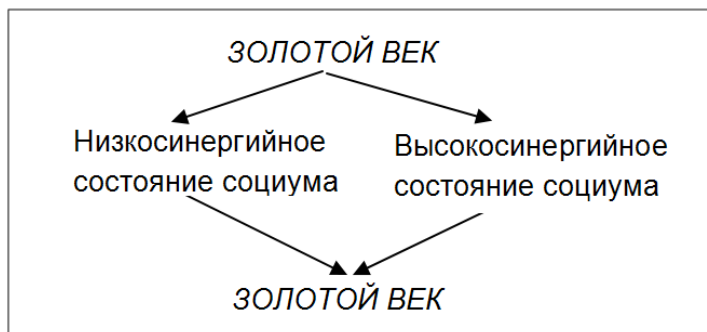 ЗОЛОТОЙ ВЕК
Низкосинергийное
состояние социума
Высокосинергийное
состояние социума
ЗОЛОТОЙ ВЕК